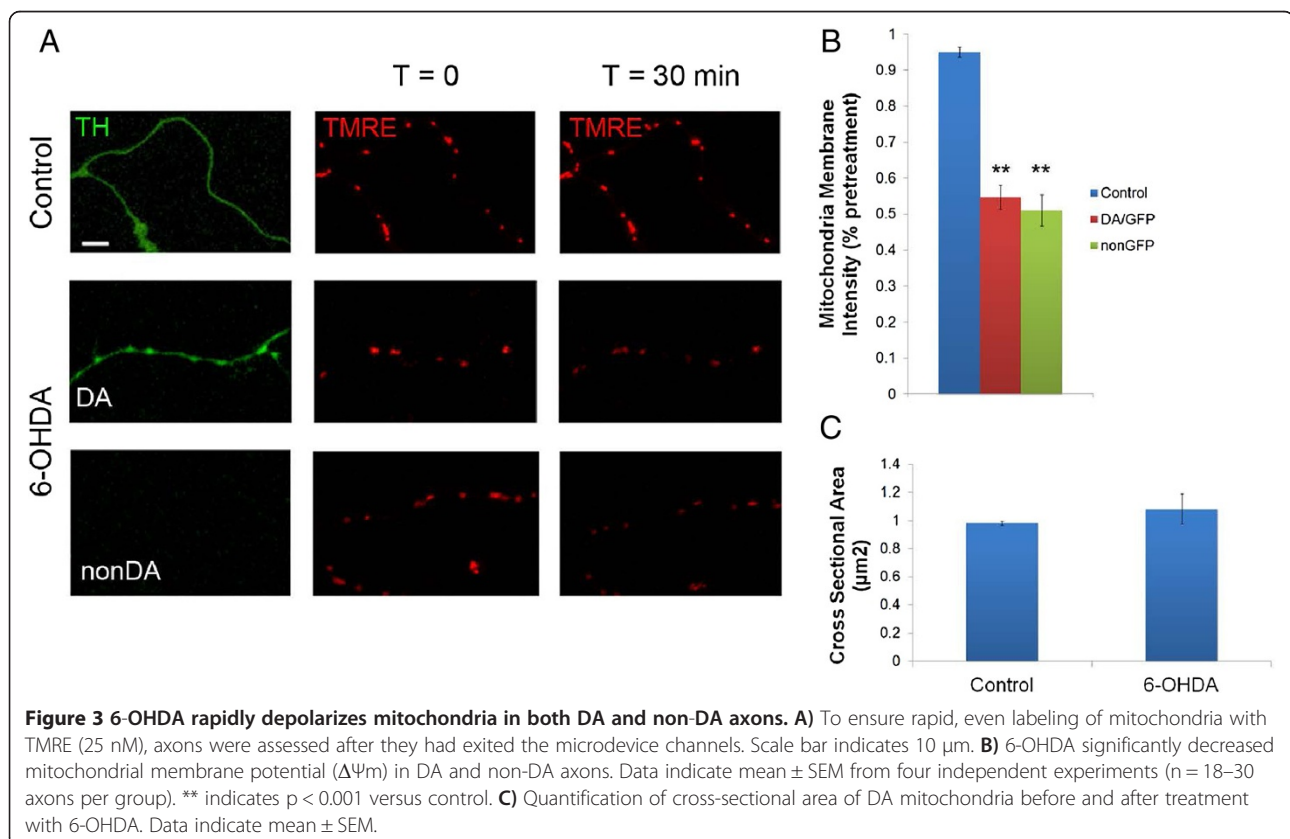 A
T = 0
T = 30 min
Control
TH
TMRE
TMRE
6-OHDA
DA
nonDA
B
Mitochondria Membrane
Intensity (% pretreatment)
1
0.9
0.8
0.7
0.6
0.5
0.4
0.3
0.2
0.1
0
**
**
Control
DA/GFP
nonGFP
C
Cross Sectional Area
(µm2)
1.4
1.2
1
0.8
0.6
0.4
0.2
0
Control
6-OHDA
Figure 3 6-OHDA rapidly depolarizes mitochondria in both DA and non-DA axons. A) To ensure rapid, even labeling of mitochondria with
TMRE (25 nM), axons were assessed after they had exited the microdevice channels. Scale bar indicates 10 µm. B) 6-OHDA significantly decreased
mitochondrial membrane potential (ΔΨm) in DA and non-DA axons. Data indicate mean ± SEM from four independent experiments (n = 18–30
axons per group). ** indicates p < 0.001 versus control. C) Quantification of cross-sectional area of DA mitochondria before and after treatment
with 6-OHDA. Data indicate mean ± SEM.